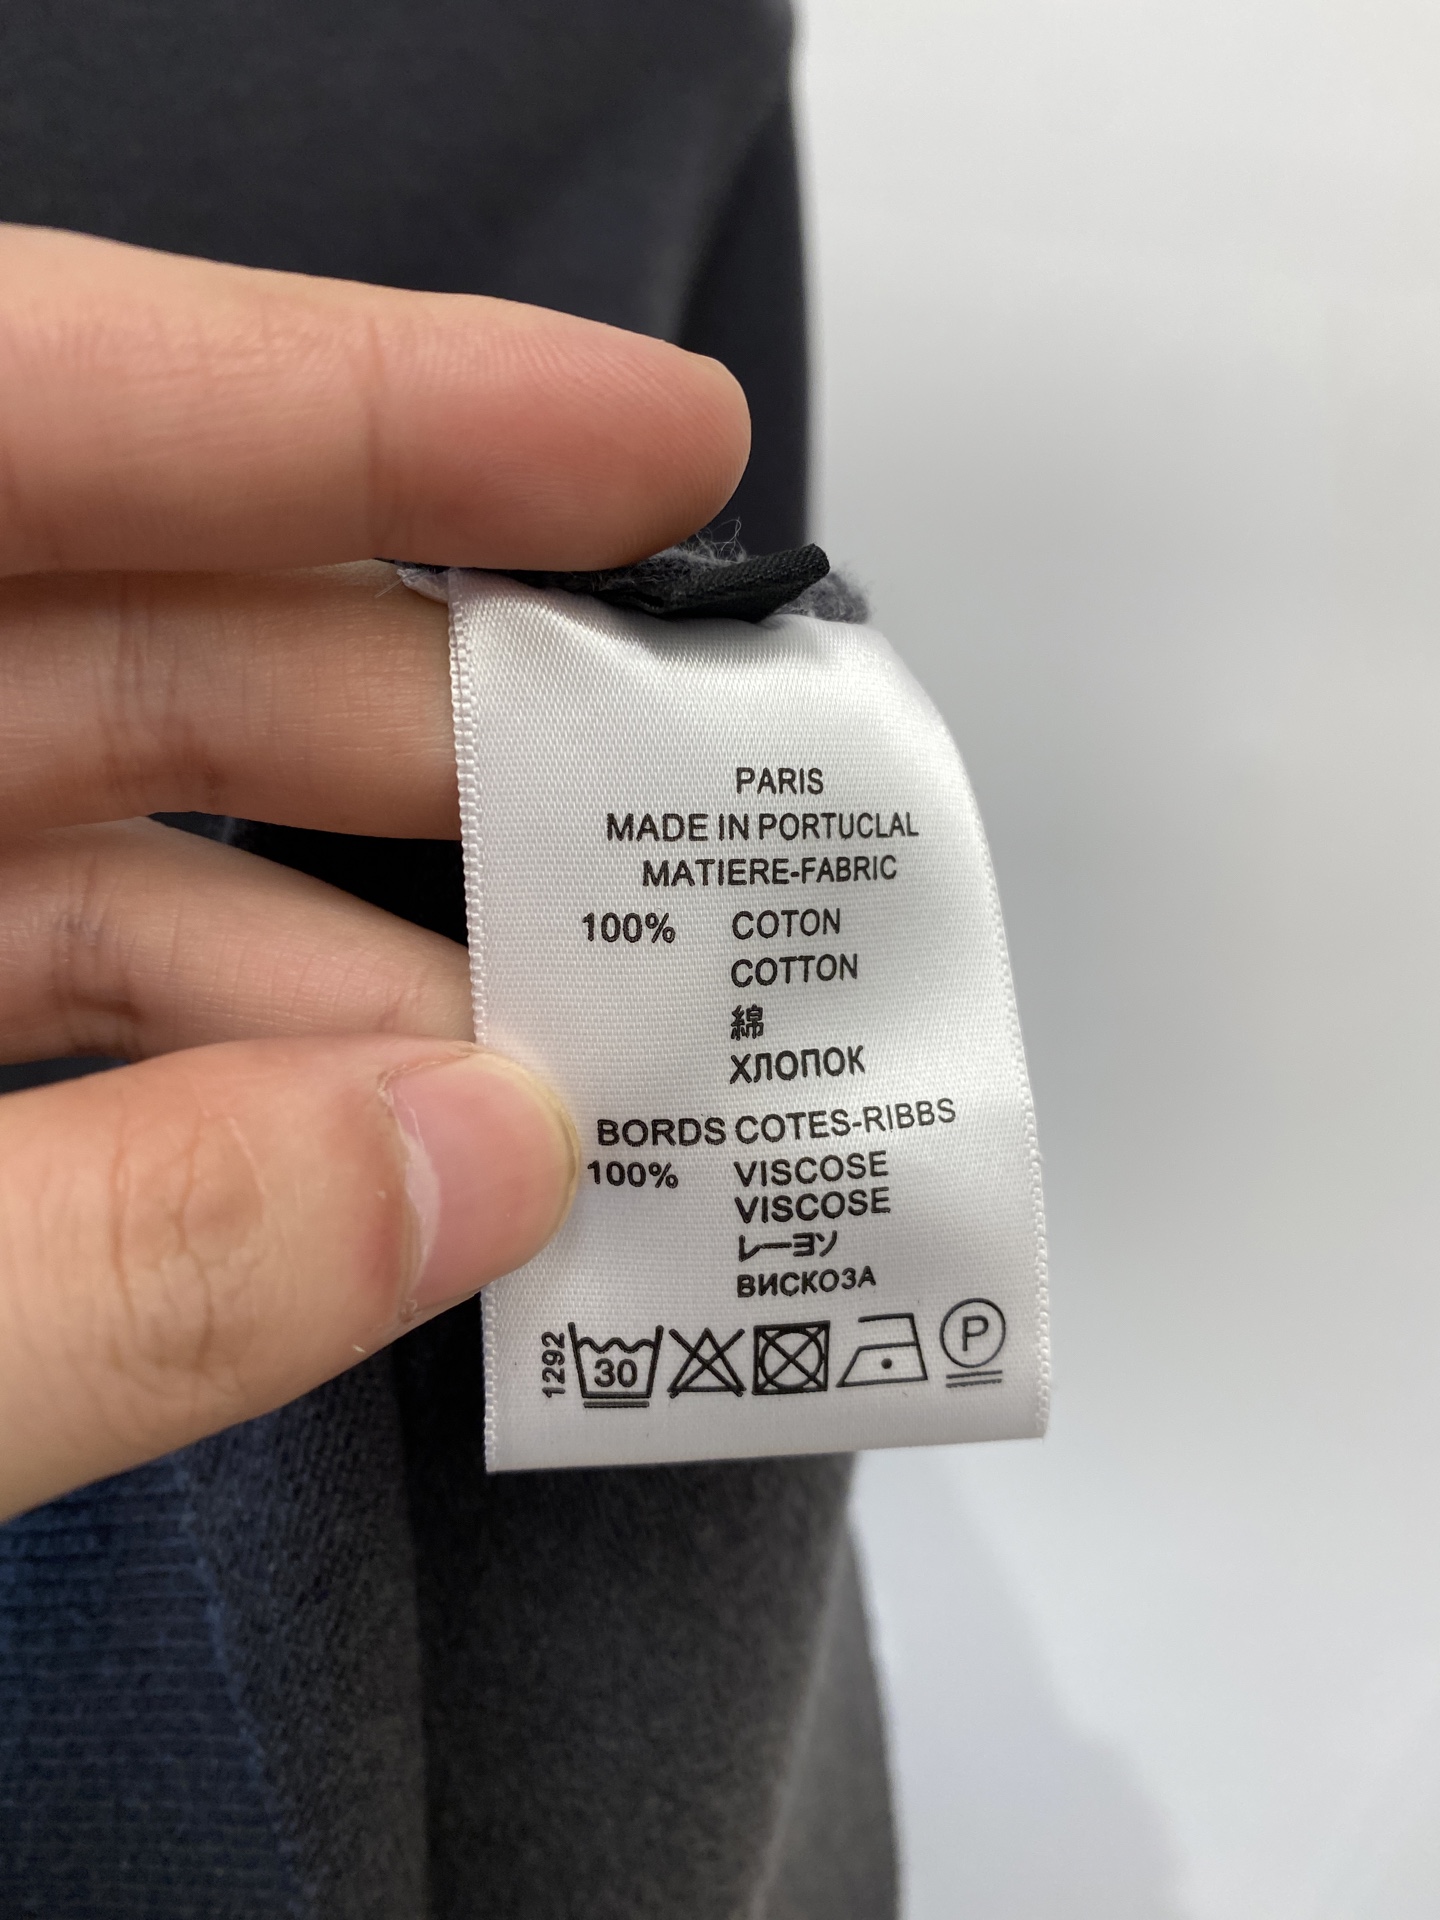 PARIS
MADE IN PORTUCLAL
MATIERE-FABRIC
100% COTON
COTTON
綿
ХЛОПОК
BORDS COTES-RIBBS
100% VISCOSE
VISCOSE
レーヨン
ВИСКОЗА
1292 30 P